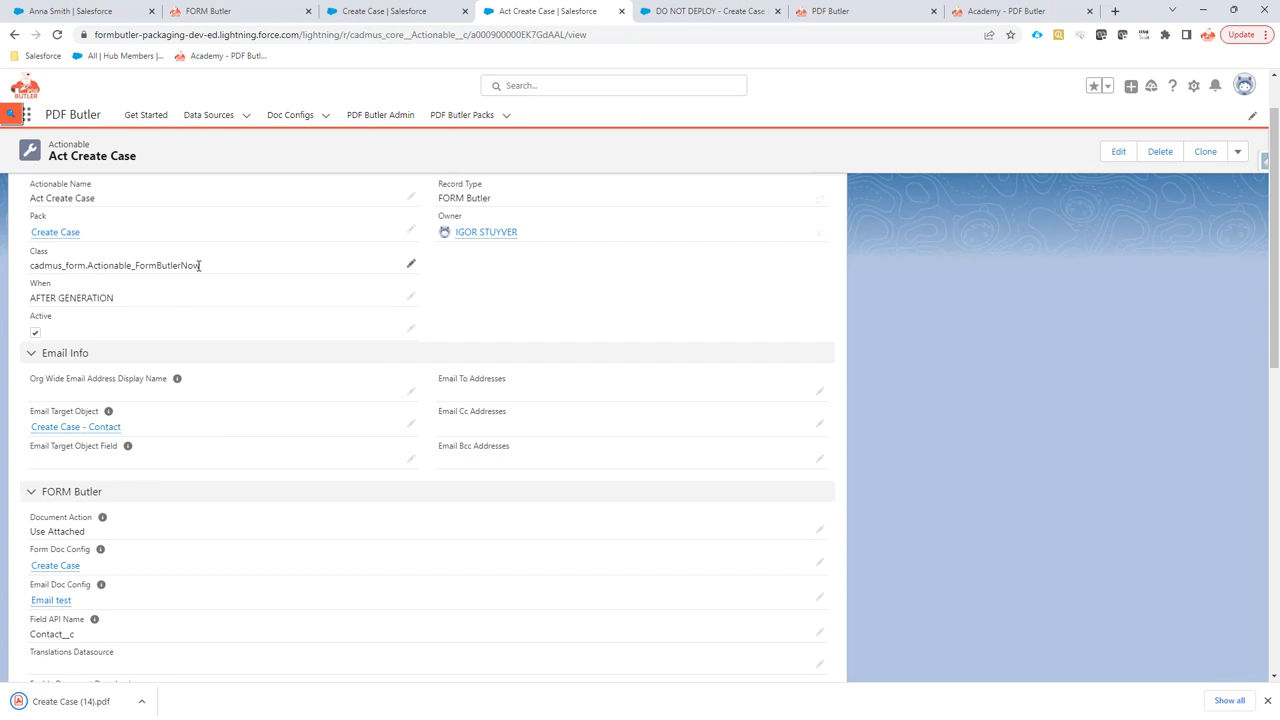 Anna Smith | Salesforce
FORM Butler
Create Case | Salesforce
Act Create Case | Salesforce
DO NOT DEPLOY - Create Case
PDF Butler
Academy - PDF Butler
formbutler-packaging-dev-ed.lightning.force.com/lightning/r/cadmus_core__Actionable__c/a000900000EK7GdAAL/view
Update
Salesforce
All | Hub Members |...
Academy - PDF Butl...
PDF BUTLER
Search...
PDF Butler
Get Started
Data Sources
Doc Configs
PDF Butler Admin
PDF Butler Packs
Actionable
Act Create Case
Edit
Delete
Clone
Actionable Name
Act Create Case
Record Type
FORM Butler
Pack
Create Case
Owner
IGOR STUYVER
Class
cadmus_form.Actionable_FormButlerNow
When
AFTER GENERATION
Active
Email Info
Org Wide Email Address Display Name
Email To Addresses
Email Target Object
Create Case - Contact
Email Cc Addresses
Email Target Object Field
Email Bcc Addresses
FORM Butler
Document Action
Use Attached
Form Doc Config
Create Case
Email Doc Config
Email test
Field API Name
Contact__c
Translations Datasource
Create Case (14).pdf
Show all